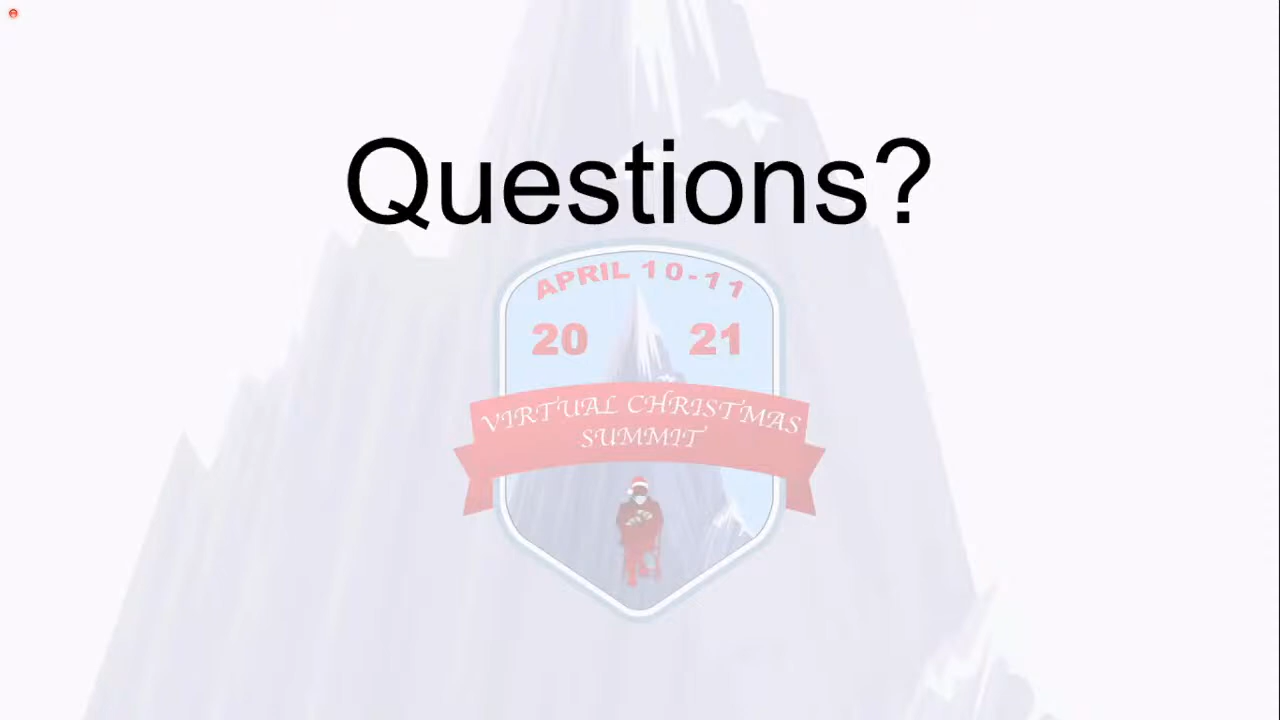 Questions?
APRIL 10-11
20 21
VIRTUAL CHRISTMAS
SUMMIT